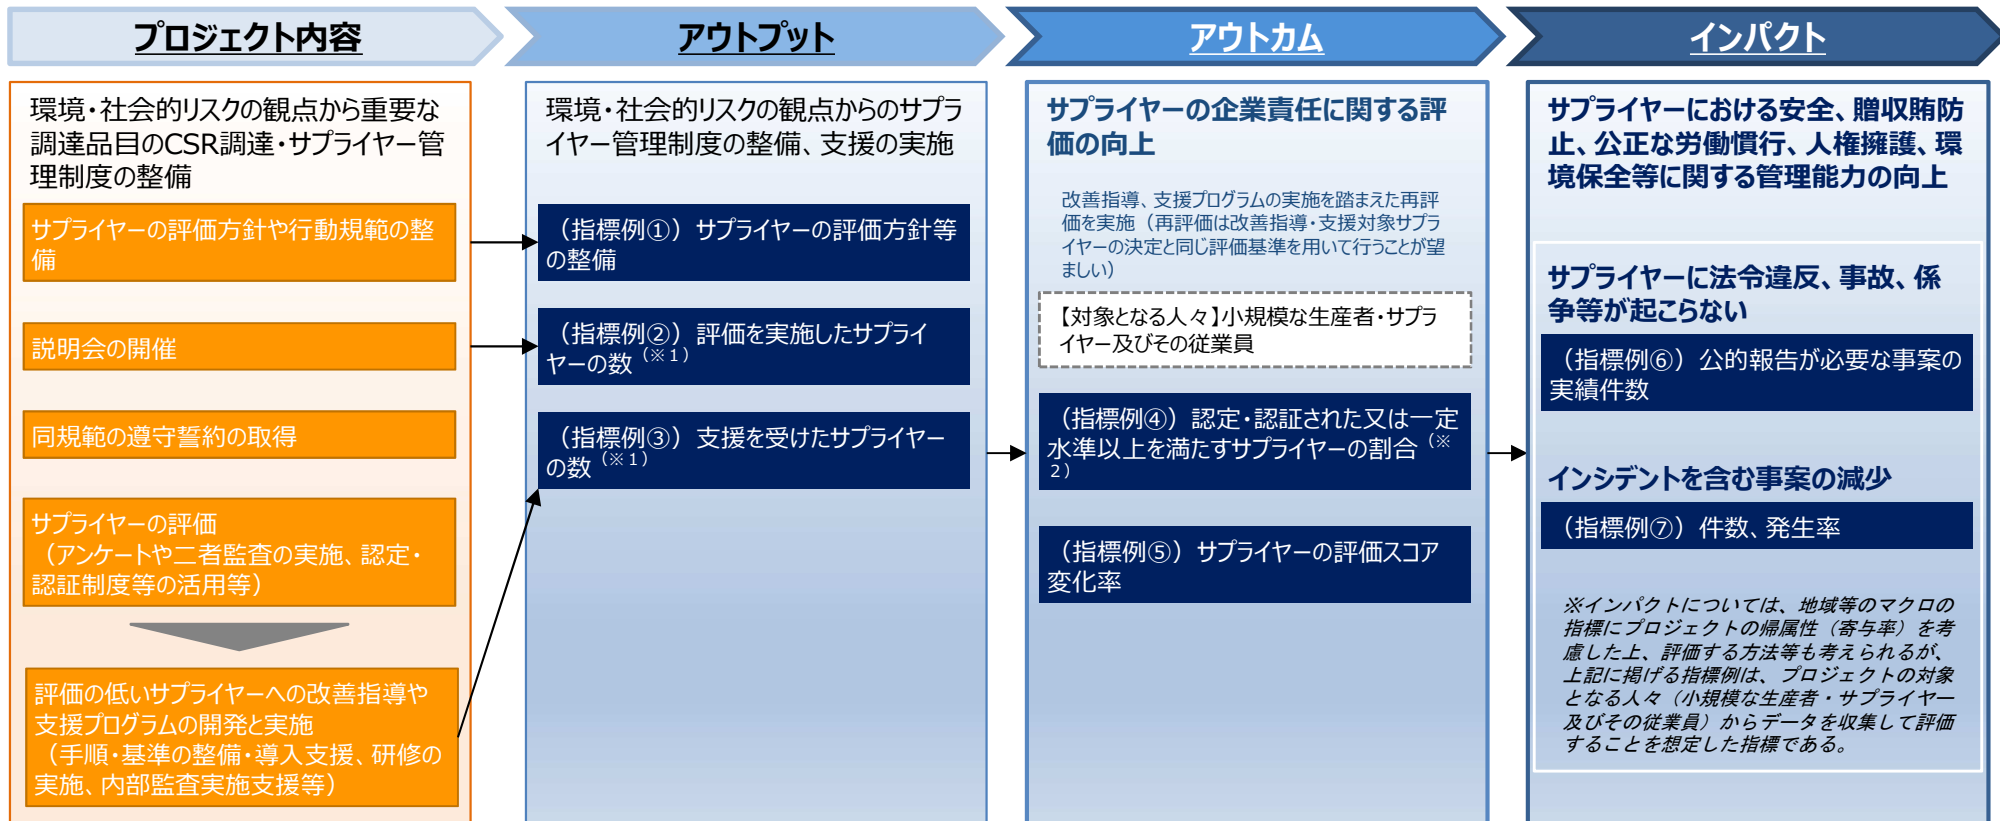 プロジェクト内容
アウトプット
アウトカム
インパクト
環境・社会的リスクの観点から重要な
調達品目のCSR調達・サプライヤー管
理制度の整備
サプライヤーの評価方針や行動規範の整
備
説明会の開催
同規範の遵守誓約の取得
サプライヤーの評価
（アンケートや二者監査の実施、認定・
認証制度等の活用等）
評価の低いサプライヤーへの改善指導や
支援プログラムの開発と実施
（手順・基準の整備・導入支援、研修の
実施、内部監査実施支援等）
環境・社会的リスクの観点からのサプラ
イヤー管理制度の整備、支援の実施
（指標例①）サプライヤーの評価方針等
の整備
（指標例②）評価を実施したサプライ
ヤーの数（※１）
（指標例③）支援を受けたサプライヤー
の数（※１）
サプライヤーの企業責任に関する評
価の向上
改善指導、支援プログラムの実施を踏まえた再評
価を実施（再評価は改善指導・支援対象サプラ
イヤーの決定と同じ評価基準を用いて行うことが望
ましい）
【対象となる人々】小規模な生産者・サプラ
イヤー及びその従業員
（指標例④）認定・認証された又は一定
水準以上を満たすサプライヤーの割合（※
２）
（指標例⑤）サプライヤーの評価スコア
変化率
サプライヤーにおける安全、贈収賄防
止、公正な労働慣行、人権擁護、環
境保全等に関する管理能力の向上
サプライヤーに法令違反、事故、係
争等が起こらない
（指標例⑥）公的報告が必要な事案の
実績件数
インシデントを含む事案の減少
（指標例⑦）件数、発生率
※インパクトについては、地域等のマクロの
指標にプロジェクトの帰属性（寄与率）を考
慮した上、評価する方法等も考えられるが、
上記に掲げる指標例は、プロジェクトの対象
となる人々（小規模な生産者・サプライヤー
及びその従業員）からデータを収集して評価
することを想定した指標である。